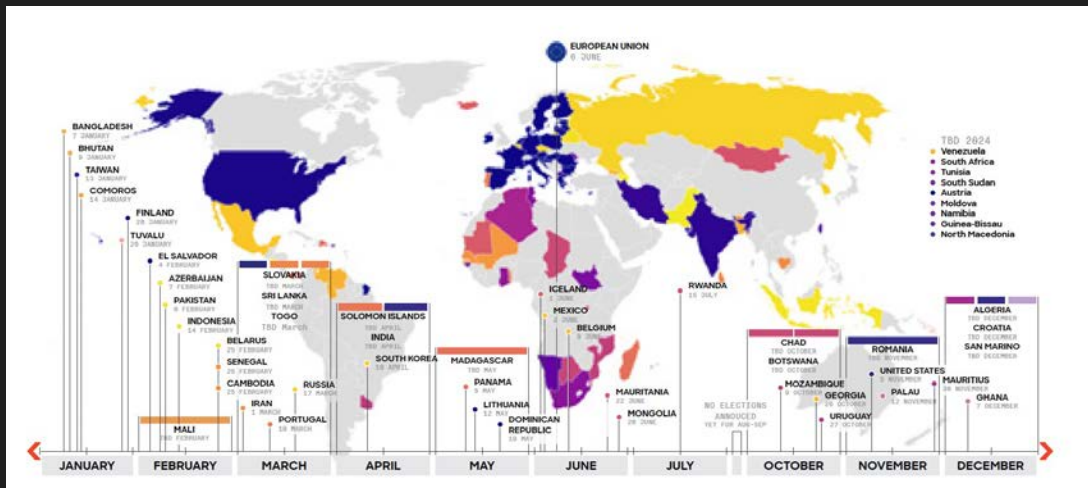 EUROPEAN UNION
6 JUNE
BANGLADESH
7 JANUARY
BHUTAN
9 JANUARY
TAIWAN
13 JANUARY
COMOROS
14 JANUARY
FINLAND
28 JANUARY
TUVALU
26 JANUARY
EL SALVADOR
4 FEBRUARY
AZERBAIJAN
7 FEBRUARY
PAKISTAN
8 FEBRUARY
INDONESIA
14 FEBRUARY
BELARUS
25 FEBRUARY
SENEGAL
25 FEBRUARY
CAMBODIA
25 FEBRUARY
MALI
TBD FEBRUARY
SLOVAKIA
TBD MARCH
SRI LANKA
TBD MARCH
TOGO
TBD March
IRAN
1 MARCH
RUSSIA
17 MARCH
PORTUGAL
10 MARCH
SOLOMON ISLANDS
TBD APRIL
INDIA
TBD APRIL
SOUTH KOREA
10 APRIL
MADAGASCAR
TBD MAY
PANAMA
5 MAY
LITHUANIA
12 MAY
DOMINICAN
REPUBLIC
19 MAY
ICELAND
1 JUNE
MEXICO
2 JUNE
BELGIUM
9 JUNE
MAURITANIA
22 JUNE
MONGOLIA
28 JUNE
RWANDA
15 JULY
NO ELECTIONS
ANNOUCED
YET FOR AUG-SEP
CHAD
TBD OCTOBER
BOTSWANA
TBD OCTOBER
MOZAMBIQUE
9 OCTOBER
GEORGIA
26 OCTOBER
URUGUAY
27 OCTOBER
ROMANIA
TBD NOVEMBER
UNITED STATES
5 NOVEMBER
PALAU
12 NOVEMBER
MAURITIUS
30 NOVEMBER
ALGERIA
TBD DECEMBER
CROATIA
TBD DECEMBER
SAN MARINO
TBD DECEMBER
GHANA
7 DECEMBER
TBD 2024
Venezuela
South Africa
Tunisia
South Sudan
Austria
Moldova
Namibia
Guinea-Bissau
North Macedonia
JANUARY
FEBRUARY
MARCH
APRIL
MAY
JUNE
JULY
OCTOBER
NOVEMBER
DECEMBER